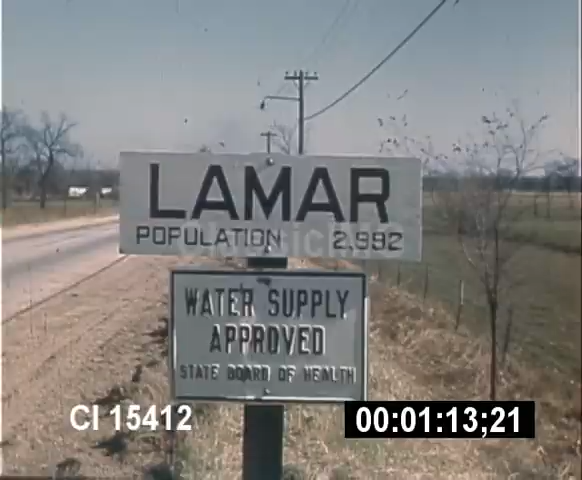 LAMAR
POPULATION 2,992
WATER SUPPLY
APPROVED
STATE BOARD OF HEALTH
CI 15412
00:01:13;21